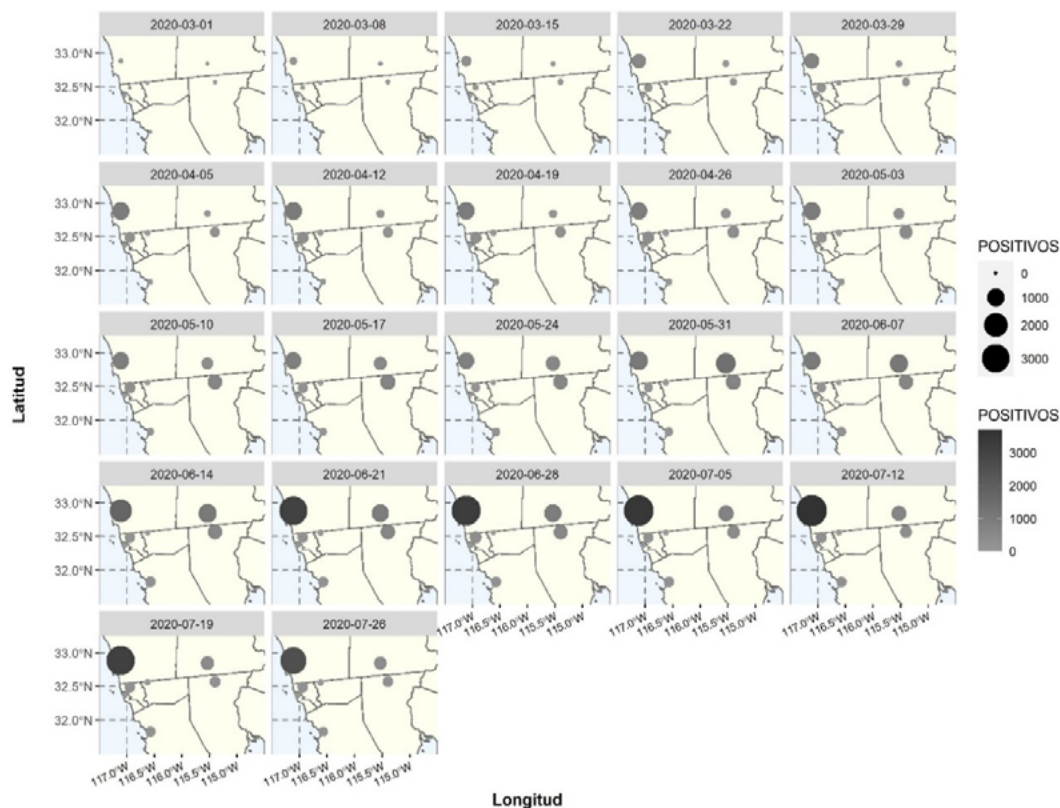 2020-03-01 2020-03-08 2020-03-15 2020-03-22 2020-03-29
33.0°N
32.5°N
32.0°N
2020-04-05 2020-04-12 2020-04-19 2020-04-26 2020-05-03
33.0°N
32.5°N
32.0°N
2020-05-10 2020-05-17 2020-05-24 2020-05-31 2020-06-07
33.0°N
32.5°N
32.0°N
2020-06-14 2020-06-21 2020-06-28 2020-07-05 2020-07-12
33.0°N
32.5°N
32.0°N
117.0°W 116.5°W 116.0°W 115.5°W 115.0°W 117.0°W 116.5°W 116.0°W 115.5°W 115.0°W 117.0°W 116.5°W 116.0°W 115.5°W 115.0°W
2020-07-19 2020-07-26
33.0°N
32.5°N
32.0°N
117.0°W 116.5°W 116.0°W 115.5°W 115.0°W 117.0°W 116.5°W 116.0°W 115.5°W 115.0°W
Latitud
Longitud
POSITIVOS
0
1000
2000
3000
POSITIVOS
3000
2000
1000
0